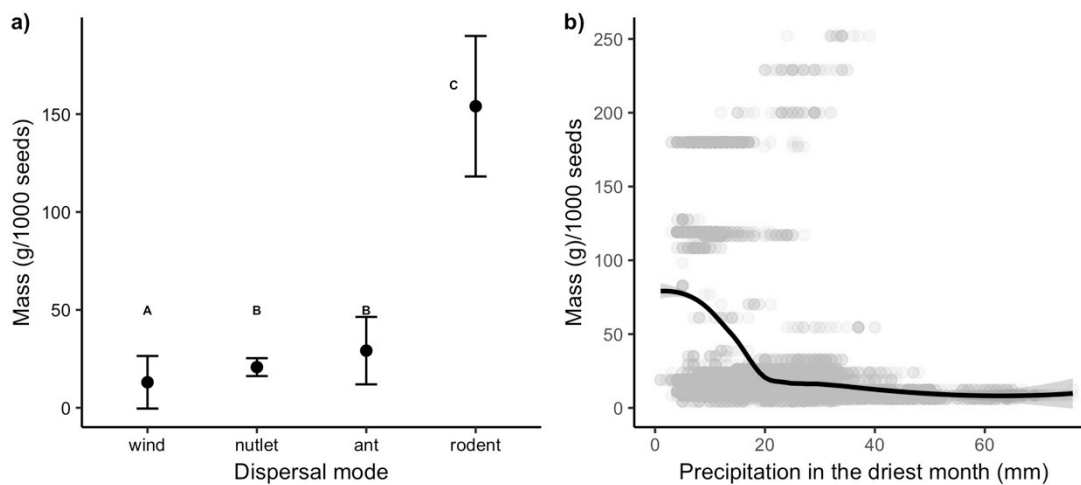 a)
Mass (g/1000 seeds)
150
100
50
0
A
B
B
C
wind nutlet ant rodent
Dispersal mode
b)
Mass (g)/1000 seeds
250
200
150
100
50
0
0 20 40 60
Precipitation in the driest month (mm)